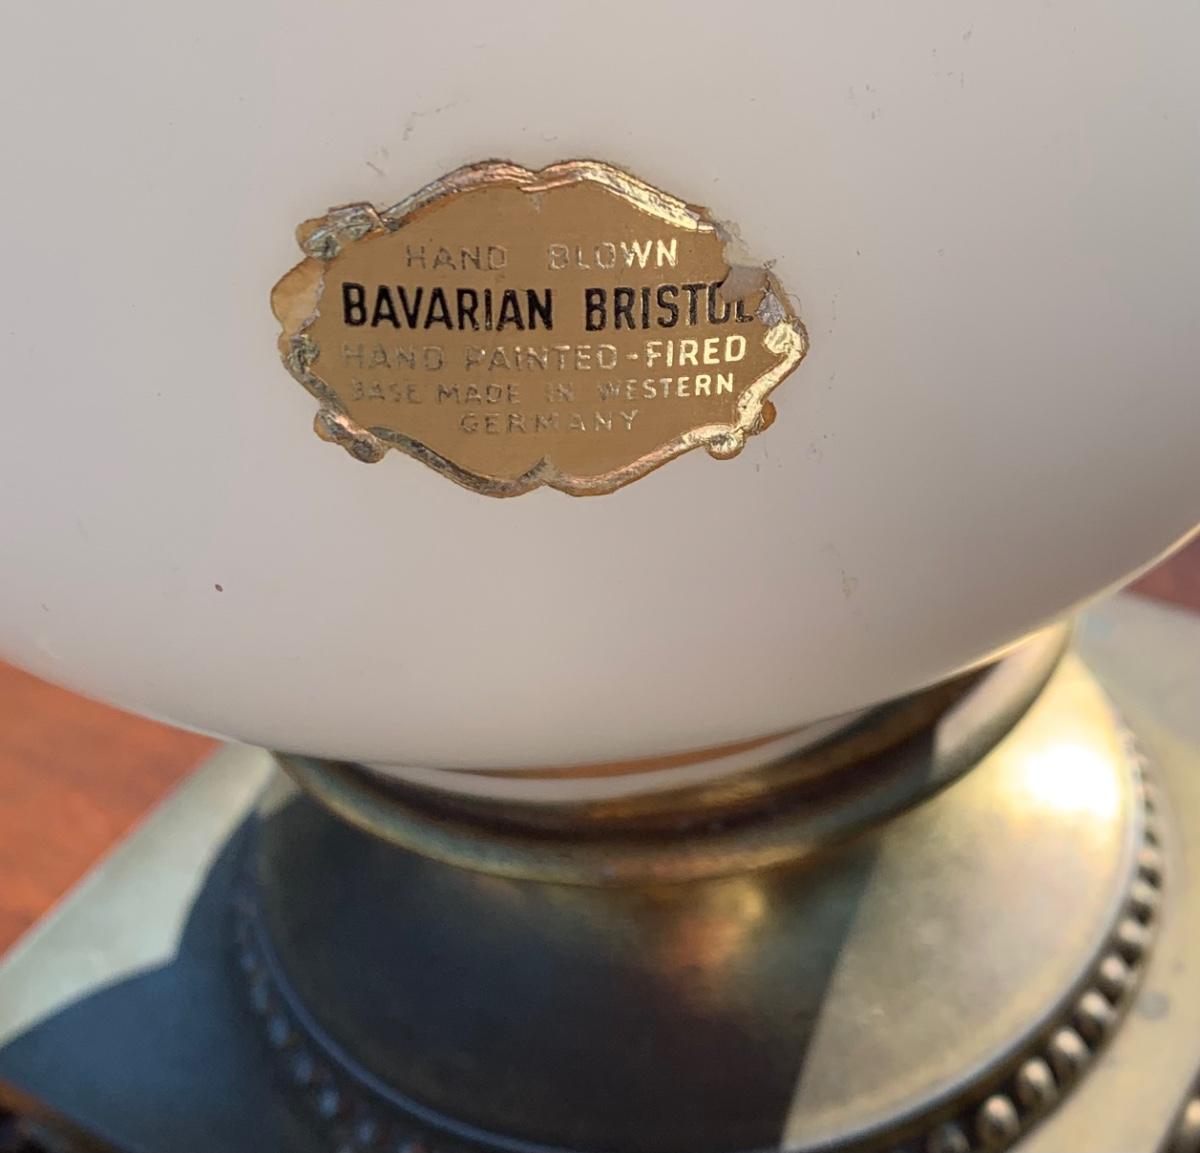 HAND BLOWN
BAVARIAN BRISTOL
HAND PAINTED-FIRED
BASE MADE IN WESTERN
GERMANY